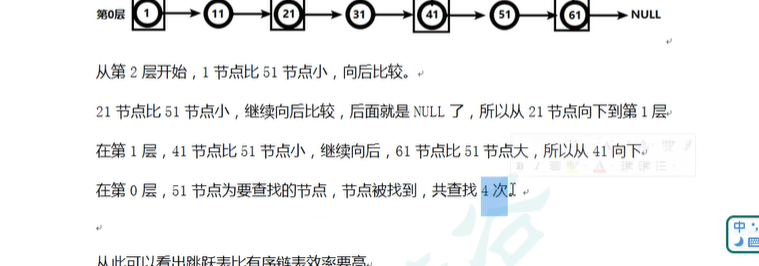 第0层 1 11 21 31 41 51 61 NULL
从第 2 层开始，1 节点比 51 节点小，向后比较。
21 节点比 51 节点小，继续向后比较，后面就是 NULL 了，所以从 21 节点向下到第 1 层
在第 1 层，41 节点比 51 节点小，继续向后，61 节点比 51 节点大，所以从 41 向下
在第 0 层，51 节点为要查找的节点，节点被找到，共查找 4 次。
中
从此可以看出跳跃表比有序链表效率要高